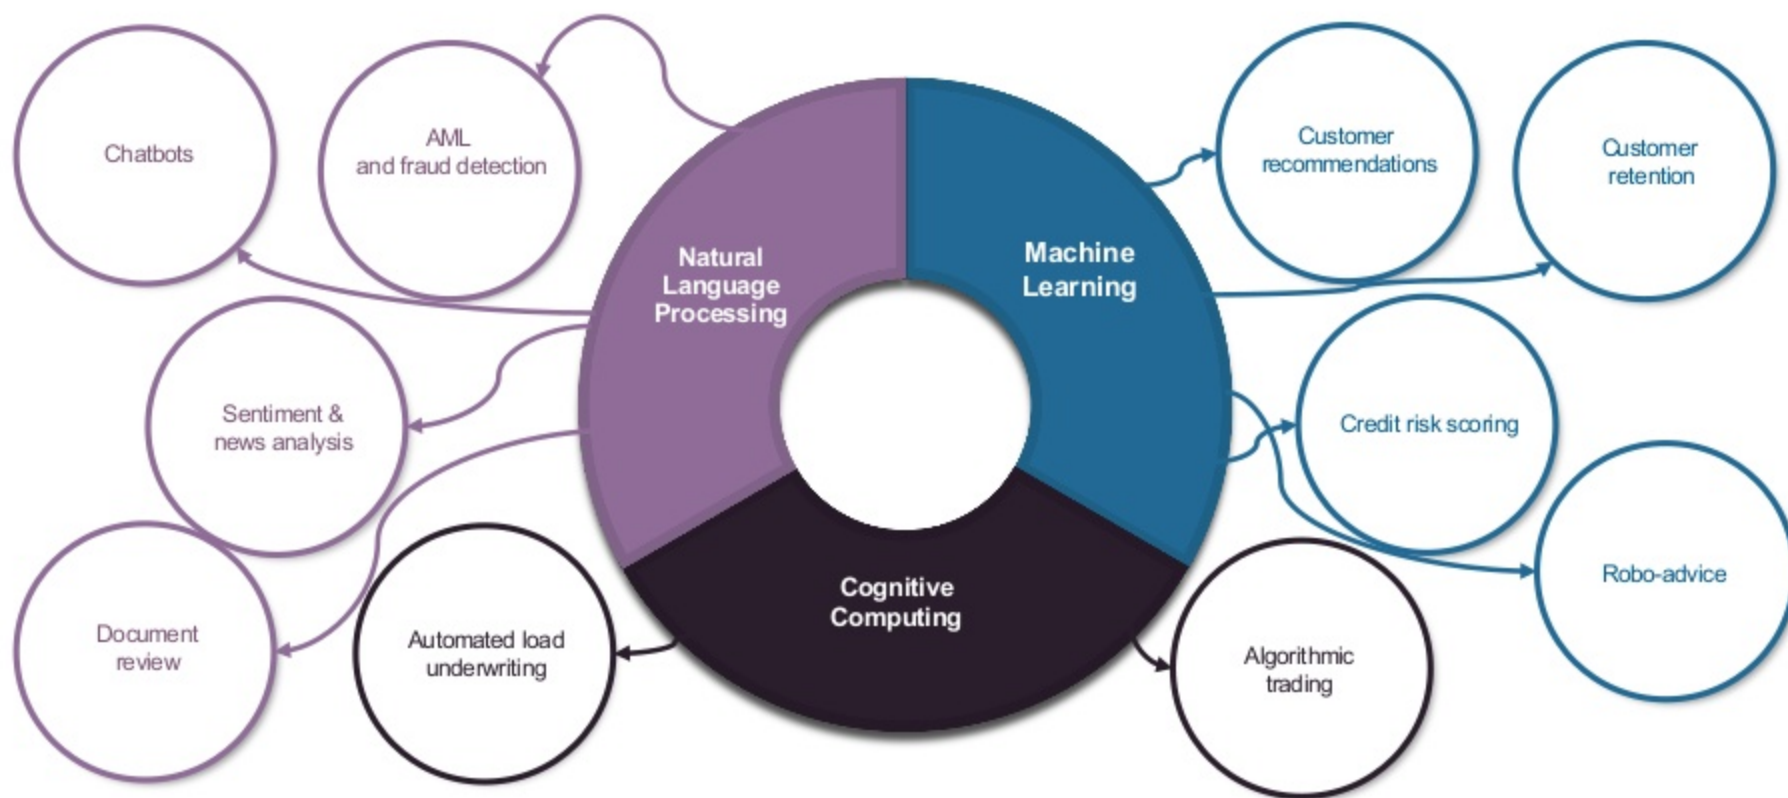 Chatbots
AML
and fraud detection
Customer
recommendations
Customer
retention
Natural
Language
Processing
Machine
Learning
Sentiment &
news analysis
Credit risk scoring
Cognitive
Computing
Robo-advice
Document
review
Automated load
underwriting
Algorithmic
trading